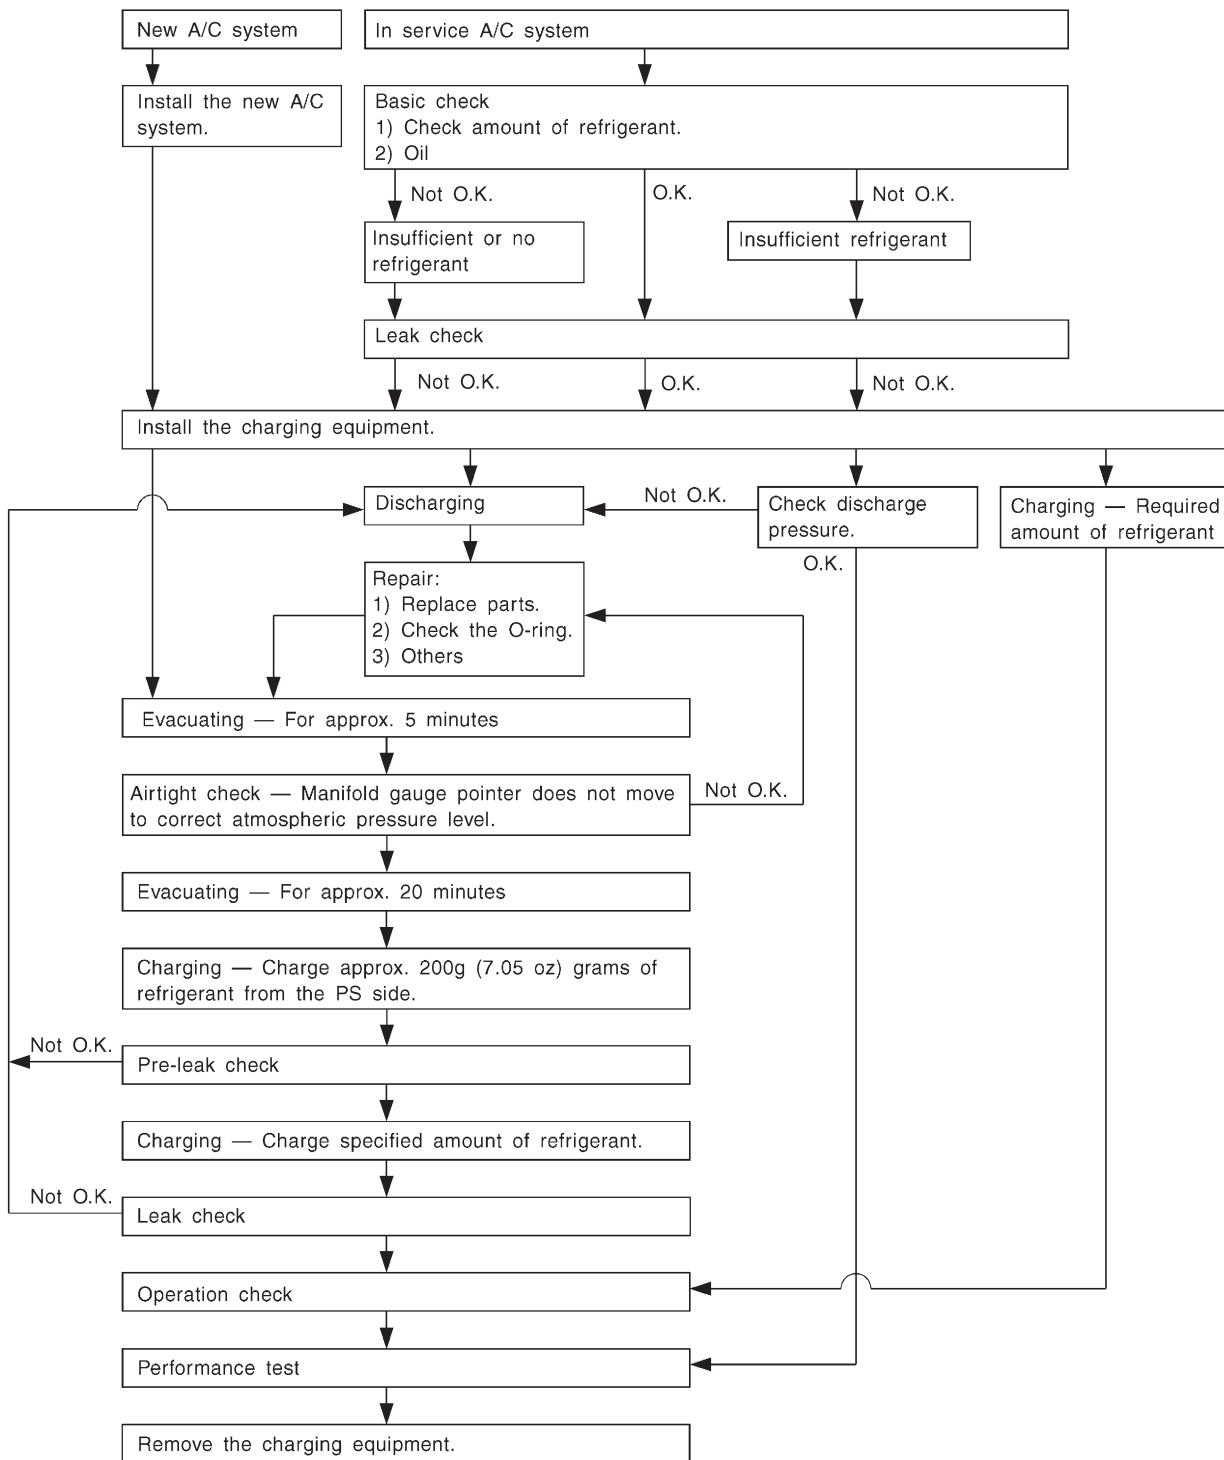 New A/C system
In service A/C system
Install the new A/C
system.
Basic check
1) Check amount of refrigerant.
2) Oil
Not O.K.
O.K.
Not O.K.
Insufficient or no
refrigerant
Insufficient refrigerant
Leak check
Not O.K.
O.K.
Not O.K.
Install the charging equipment.
Discharging
Not O.K.
Check discharge
pressure.
Charging — Required
amount of refrigerant
O.K.
Repair:
1) Replace parts.
2) Check the O-ring.
3) Others
Evacuating — For approx. 5 minutes
Airtight check — Manifold gauge pointer does not move
to correct atmospheric pressure level.
Not O.K.
Evacuating — For approx. 20 minutes
Charging — Charge approx. 200g (7.05 oz) grams of
refrigerant from the PS side.
Not O.K.
Pre-leak check
Charging — Charge specified amount of refrigerant.
Not O.K.
Leak check
Operation check
Performance test
Remove the charging equipment.